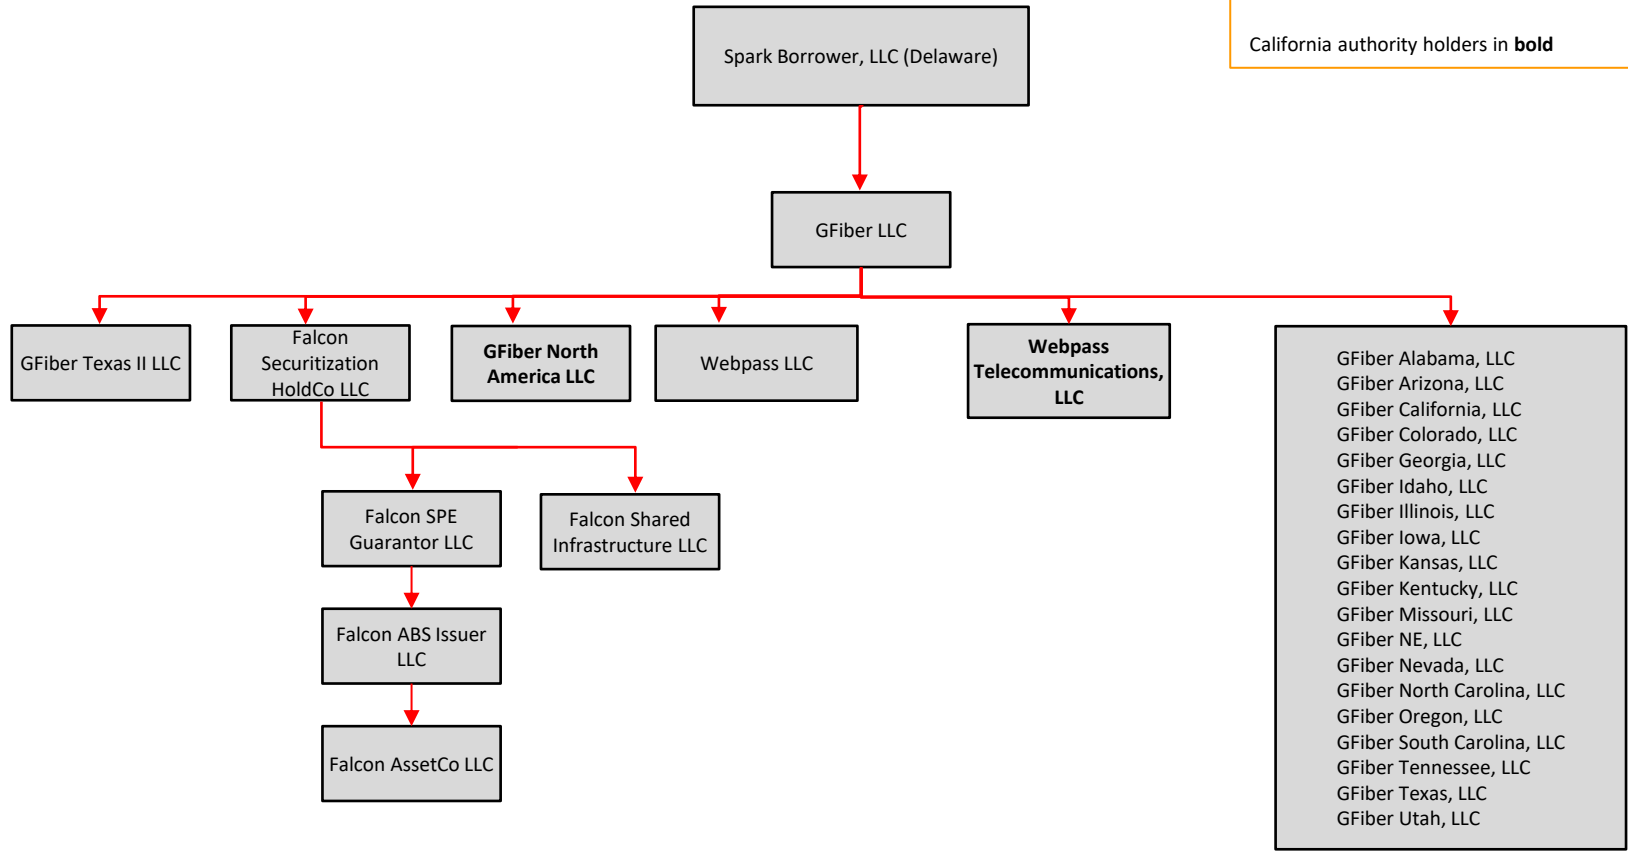 California authority holders in bold
Spark Borrower, LLC (Delaware)
GFiber LLC
GFiber Texas II LLC
Falcon
Securitization
HoldCo LLC
GFiber North
America LLC
Webpass LLC
Webpass
Telecommunications,
LLC
GFiber Alabama, LLC
GFiber Arizona, LLC
GFiber California, LLC
GFiber Colorado, LLC
GFiber Georgia, LLC
GFiber Idaho, LLC
GFiber Illinois, LLC
GFiber Iowa, LLC
GFiber Kansas, LLC
GFiber Kentucky, LLC
GFiber Missouri, LLC
GFiber NE, LLC
GFiber Nevada, LLC
GFiber North Carolina, LLC
GFiber Oregon, LLC
GFiber South Carolina, LLC
GFiber Tennessee, LLC
GFiber Texas, LLC
GFiber Utah, LLC
Falcon SPE
Guarantor LLC
Falcon Shared
Infrastructure LLC
Falcon ABS Issuer
LLC
Falcon AssetCo LLC